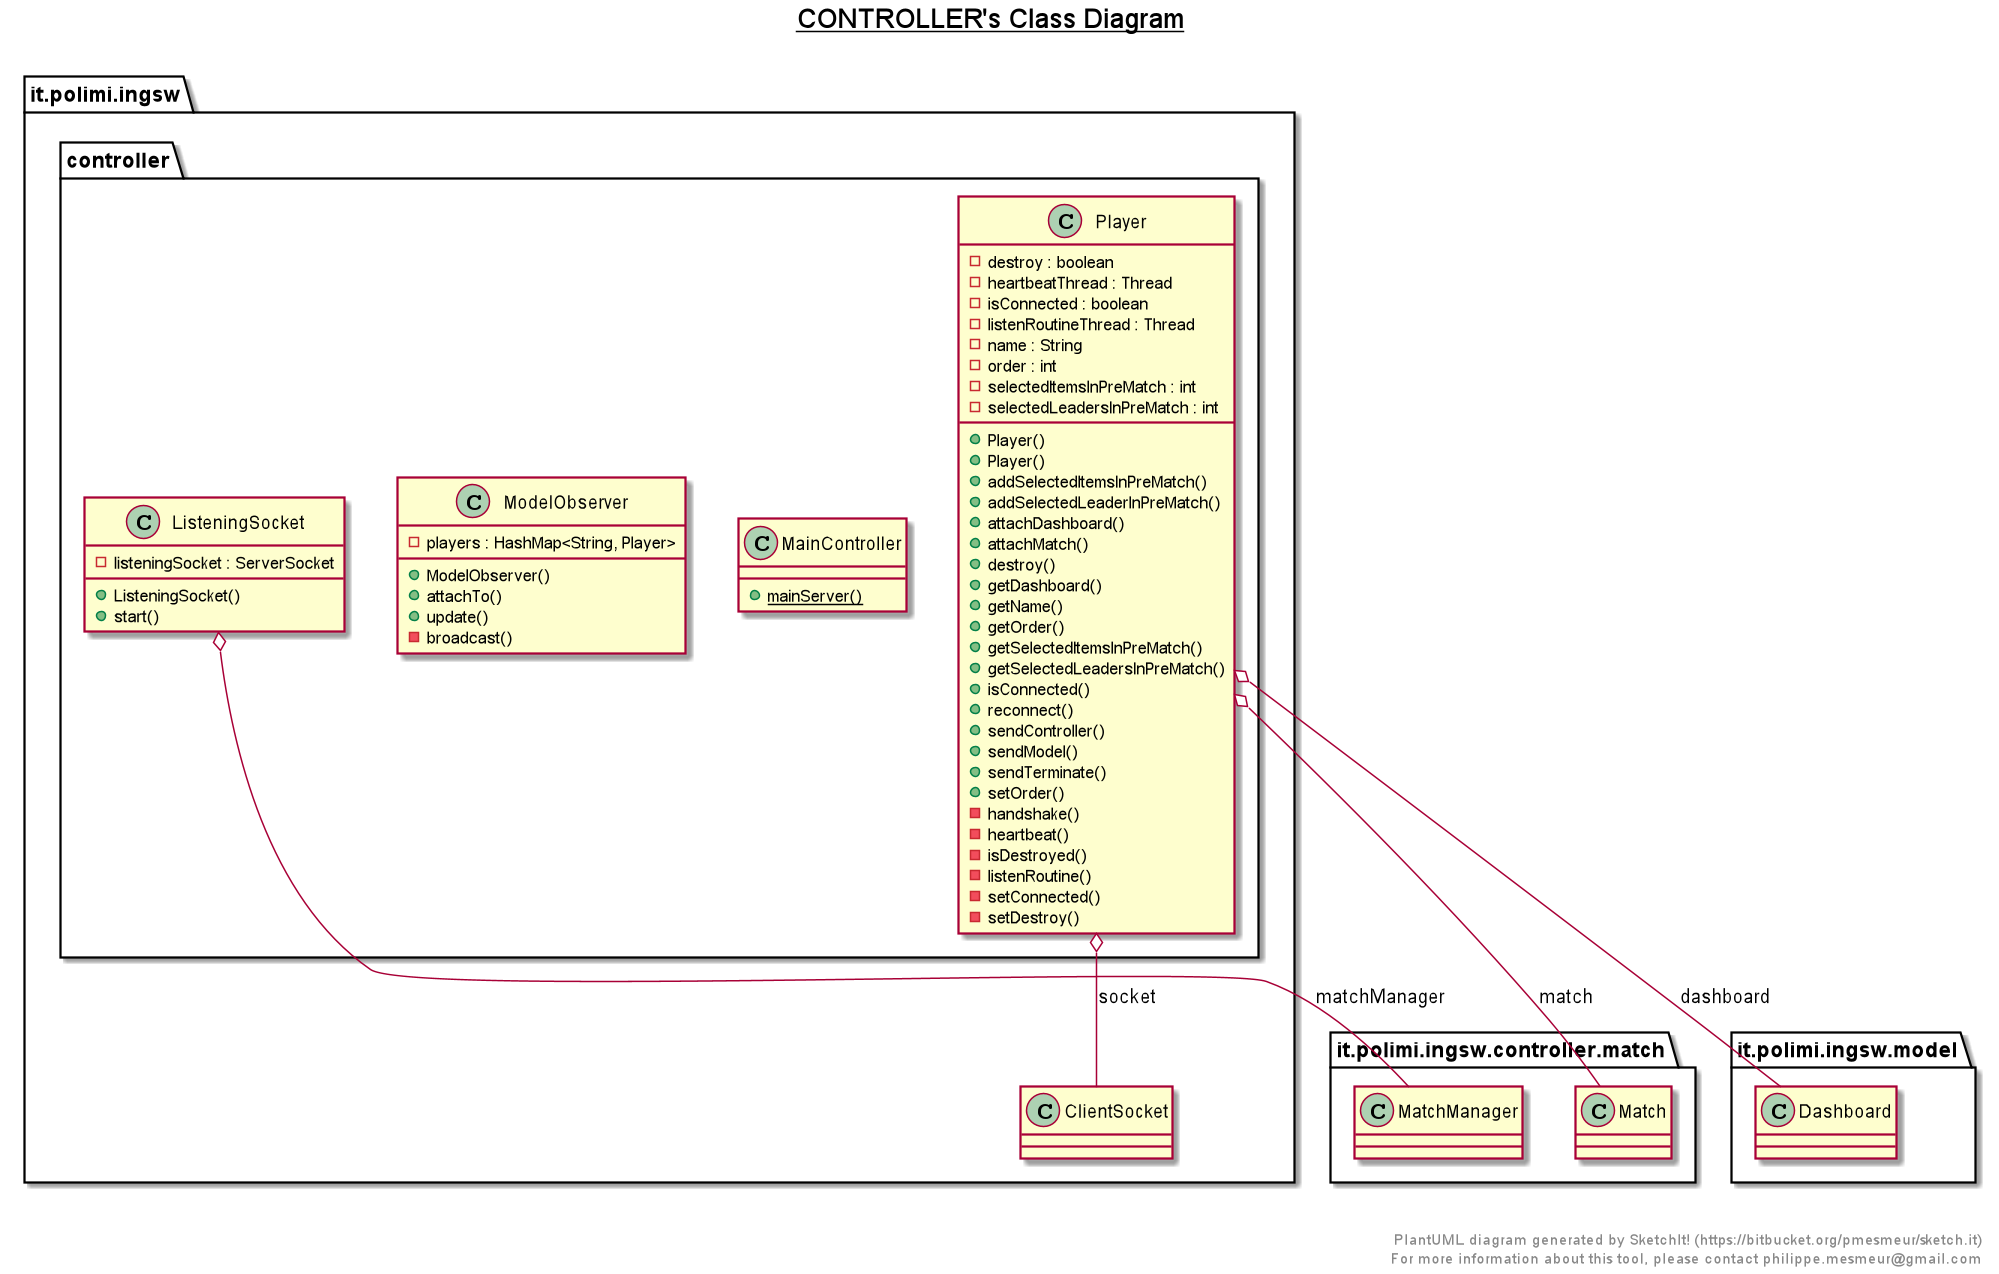 CONTROLLER's Class Diagram
it.polimi.ingsw
controller
C Player
destroy : boolean
heartbeatThread : Thread
isConnected : boolean
listenRoutineThread : Thread
name : String
order : int
selectedItemsInPreMatch : int
selectedLeadersInPreMatch : int
Player()
Player()
addSelectedItemsInPreMatch()
addSelectedLeaderInPreMatch()
attachDashboard()
attachMatch()
destroy()
getDashboard()
getName()
getOrder()
getSelectedItemsInPreMatch()
getSelectedLeadersInPreMatch()
isConnected()
reconnect()
sendController()
sendModel()
sendTerminate()
setOrder()
handshake()
heartbeat()
isDestroyed()
listenRoutine()
setConnected()
setDestroy()
C ListeningSocket
listeningSocket : ServerSocket
ListeningSocket()
start()
C ModelObserver
players : HashMap<String, Player>
ModelObserver()
attachTo()
update()
broadcast()
C MainController
mainServer()
socket
matchManager
match
dashboard
it.polimi.ingsw.controller.match
it.polimi.ingsw.model
C ClientSocket
C MatchManager
C Match
C Dashboard
PlantUML diagram generated by SketchIt! (https://bitbucket.org/pmesmeur/sketch.it)
For more information about this tool, please contact philippe.mesmeur@gmail.com